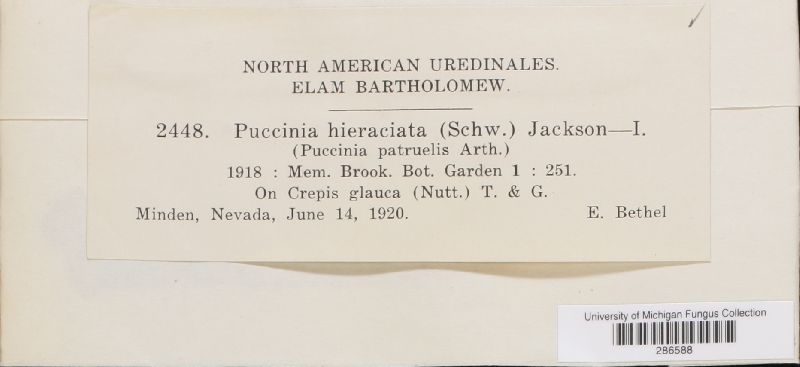 NORTH AMERICAN UREDINALES.
ELAM BARTHOLOMEW.
2448. Puccinia hieraciata (Schw.) Jackson—I.
(Puccinia patruelis Arth.)
1918 : Mem. Brook. Bot. Garden 1 : 251.
On Crepis glauca (Nutt.) T. & G.
Minden, Nevada, June 14, 1920. E. Bethel
University of Michigan Fungus Collection
286588